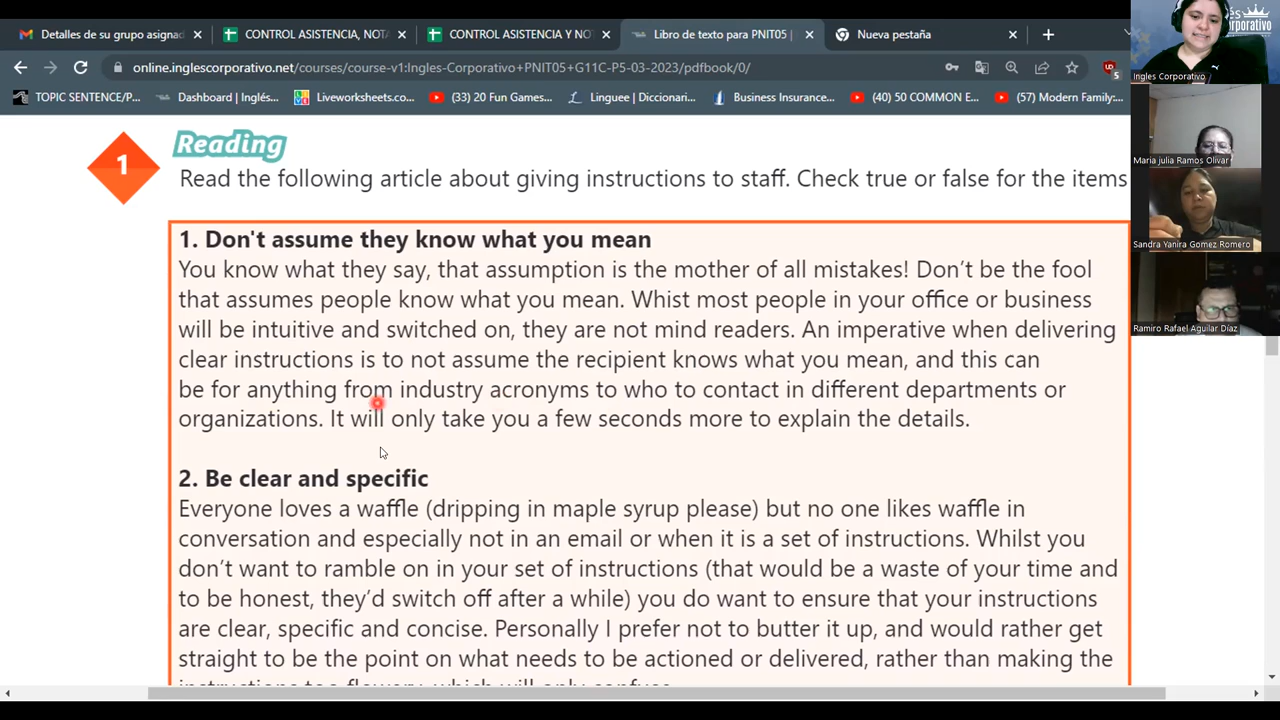 Detalles de su grupo asignad
CONTROL ASISTENCIA, NOTA
CONTROL ASISTENCIA Y NOT
Libro de texto para PNIT05 |
Nueva pestaña
online.inglescorporativo.net/courses/course-v1:Ingles-Corporativo+PNIT05+G11C-P5-03-2023/pdfbook/0/
5
TOPIC SENTENCE/P...
Dashboard | Inglés...
Liveworksheets.co...
(33) 20 Fun Games...
Linguee | Diccionari...
Business Insurance...
(40) 50 COMMON E...
(57) Modern Family:...
Ingles Corporativo
Maria julia Ramos Olivar
Sandra Yanira Gomez Romero
Ramiro Rafael Aguilar Díaz
1
Reading
Read the following article about giving instructions to staff. Check true or false for the items
1. Don't assume they know what you mean
You know what they say, that assumption is the mother of all mistakes! Don't be the fool
that assumes people know what you mean. Whist most people in your office or business
will be intuitive and switched on, they are not mind readers. An imperative when delivering
clear instructions is to not assume the recipient knows what you mean, and this can
be for anything from industry acronyms to who to contact in different departments or
organizations. It will only take you a few seconds more to explain the details.
2. Be clear and specific
Everyone loves a waffle (dripping in maple syrup please) but no one likes waffle in
conversation and especially not in an email or when it is a set of instructions. Whilst you
don't want to ramble on in your set of instructions (that would be a waste of your time and
to be honest, they'd switch off after a while) you do want to ensure that your instructions
are clear, specific and concise. Personally I prefer not to butter it up, and would rather get
straight to be the point on what needs to be actioned or delivered, rather than making the
instructions too flowery, which will only confuse